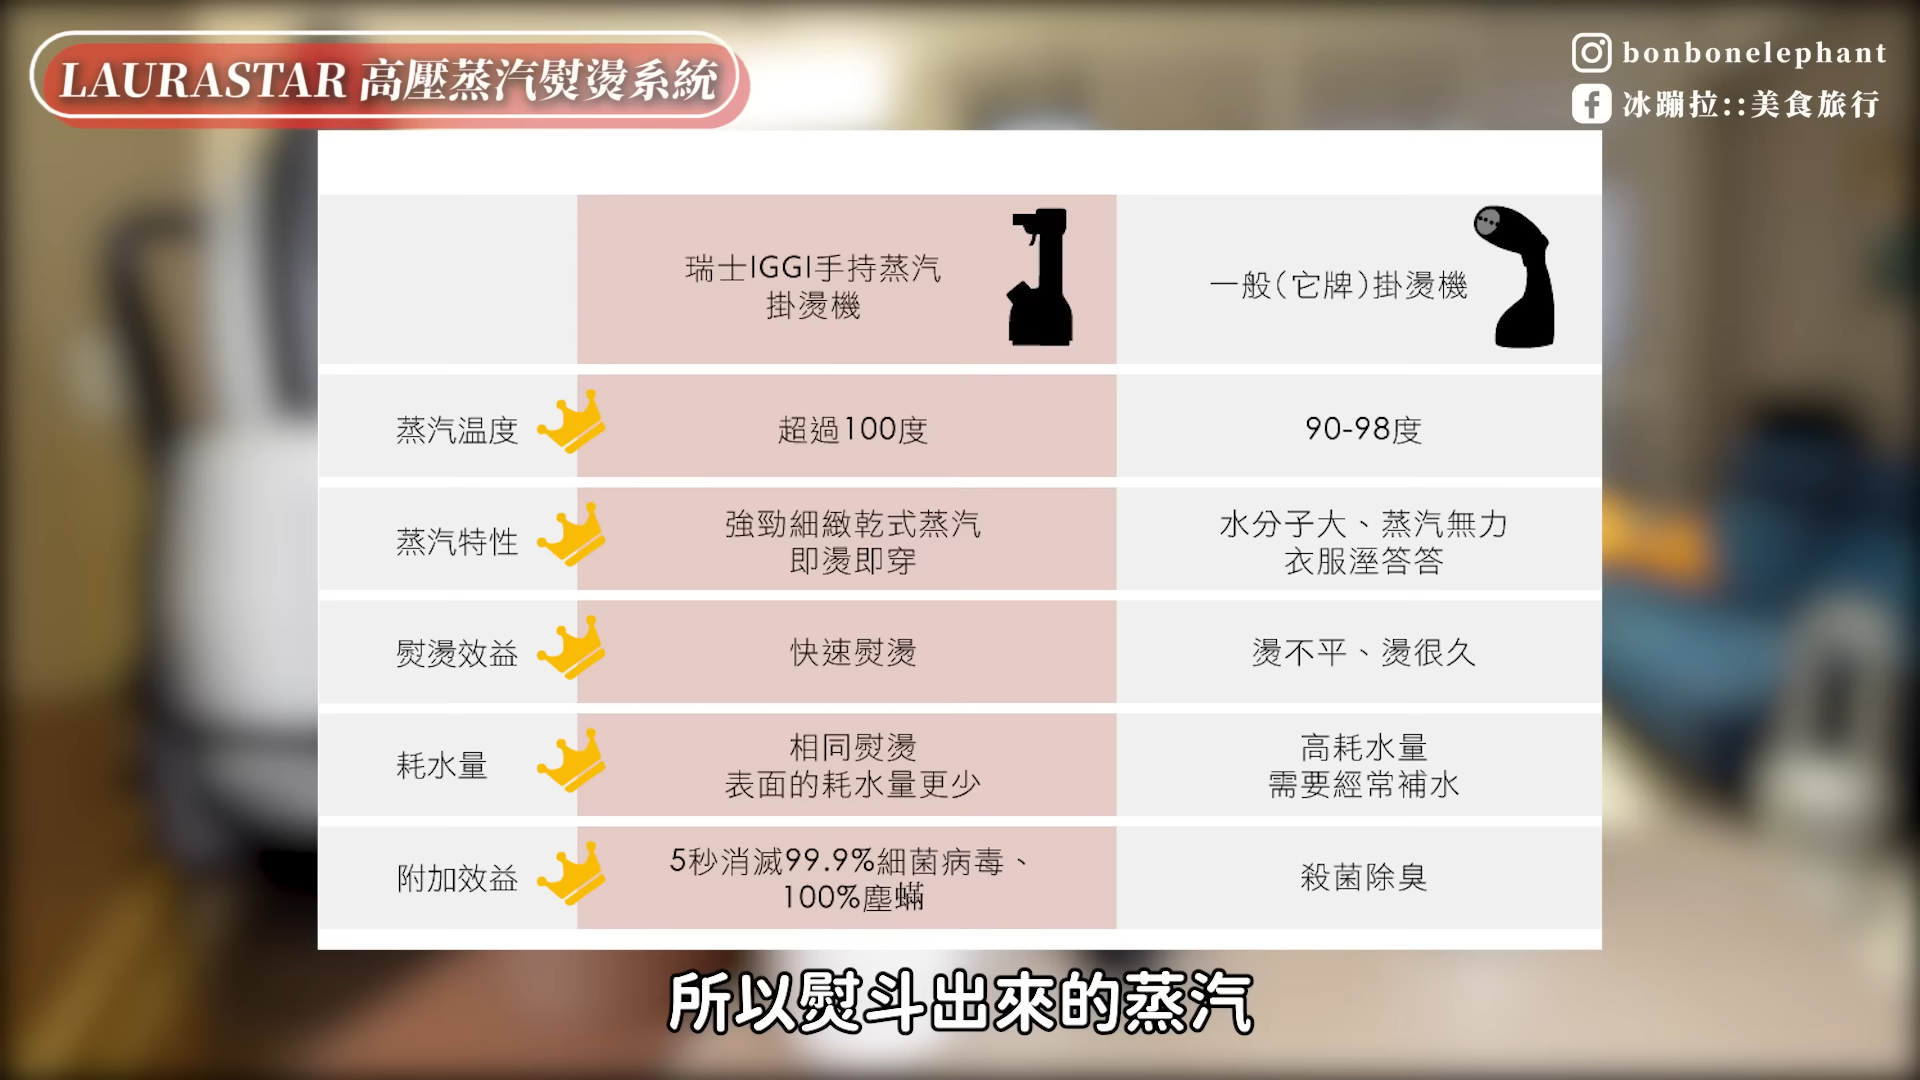 LAURASTAR 高壓蒸汽熨燙系統
bonbonelephant
冰蹦拉::美食旅行
瑞士IGGI手持蒸汽
掛燙機
一般(它牌)掛燙機
蒸汽温度
超過100度
90-98度
蒸汽特性
強勁細緻乾式蒸汽
即燙即穿
水分子大、蒸汽無力
衣服溼答答
熨燙效益
快速熨燙
燙不平、燙很久
耗水量
相同熨燙
表面的耗水量更少
高耗水量
需要經常補水
附加效益
5秒消滅99.9%細菌病毒、
100%塵蟎
殺菌除臭
所以熨斗出來的蒸汽